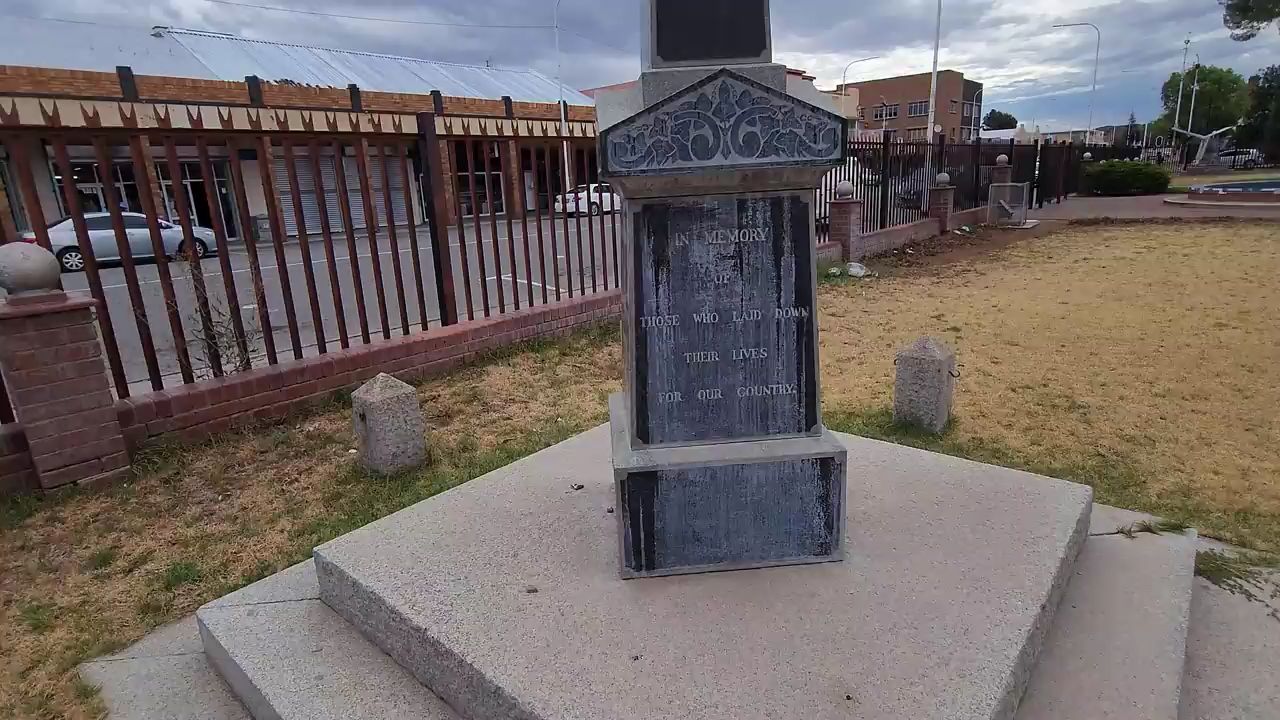 IN MEMORY
OF
THOSE WHO LAID DOWN
THEIR LIVES
FOR OUR COUNTRY.